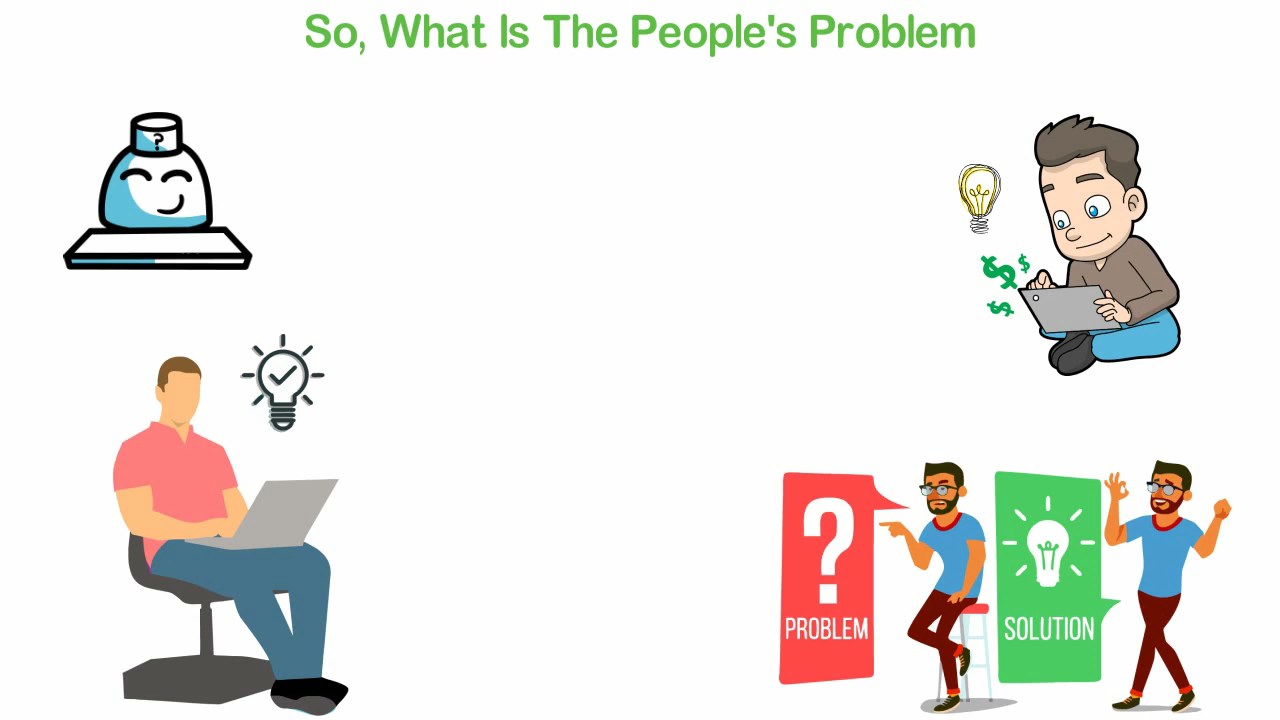 So, What Is The People's Problem
?
$ $
$
?
PROBLEM
SOLUTION